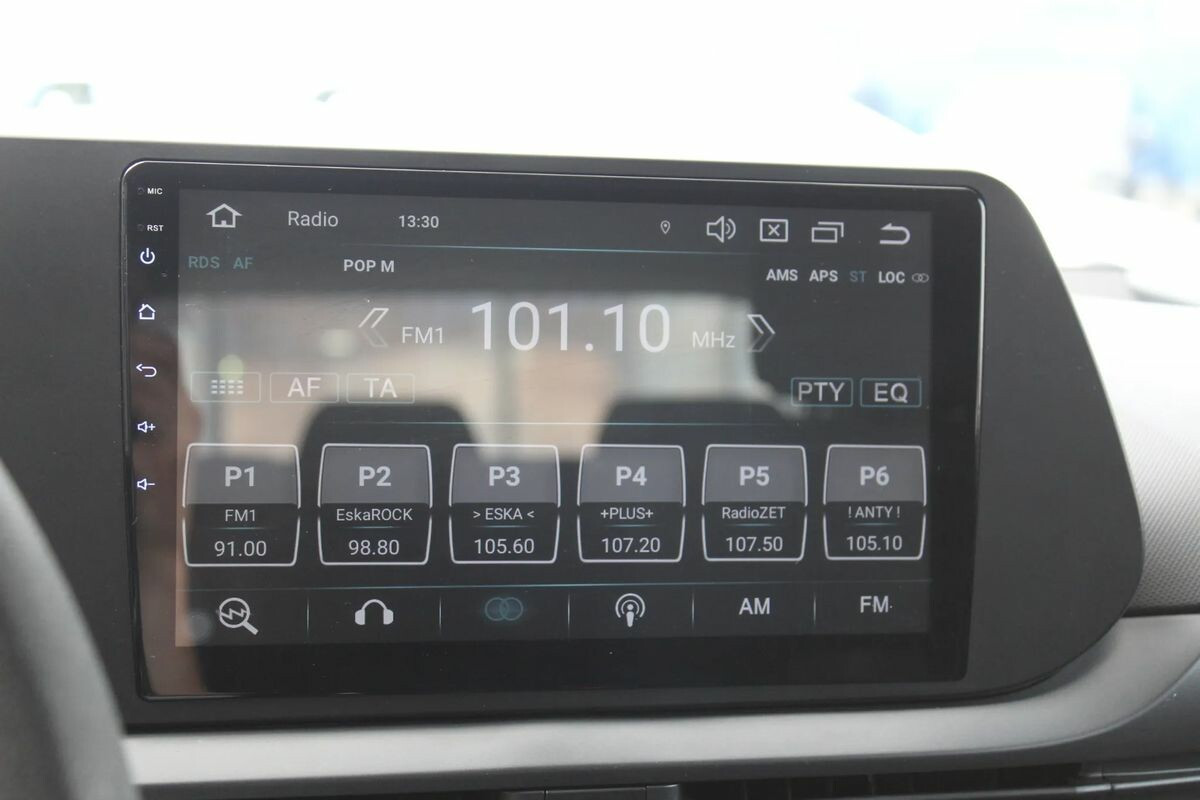 MIC
RST
Radio 13:30
RDS AF POP M AMS APS ST LOC
FM1 101.10 MHz
AF TA PTY EQ
P1 P2 P3 P4 P5 P6
FM1 EskaROCK > ESKA < +PLUS+ RadioZET ! ANTY !
91.00 98.80 105.60 107.20 107.50 105.10
AM FM